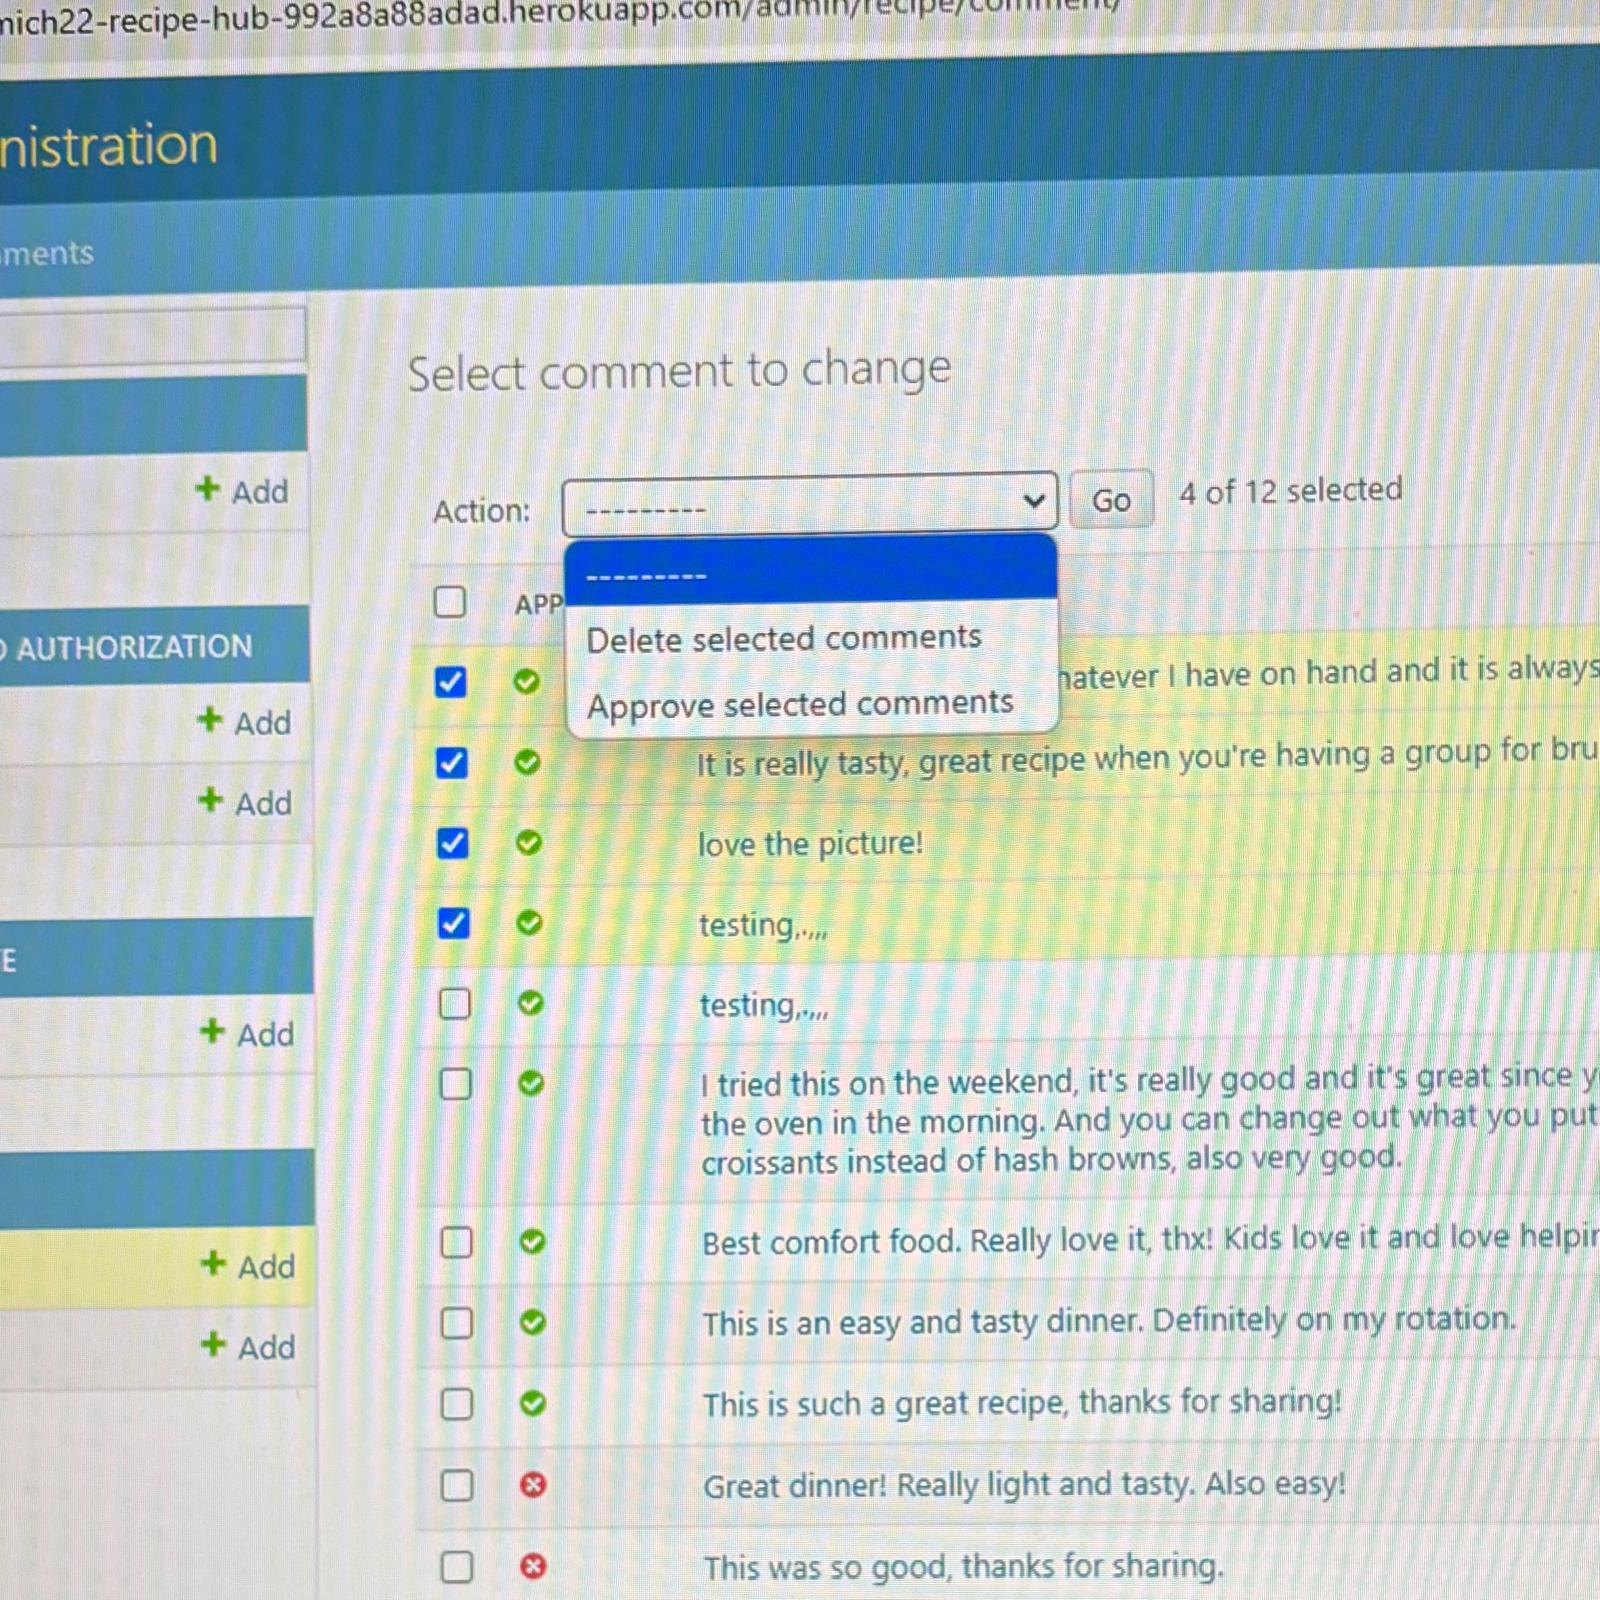 mich22-recipe-hub-992a8a88adad.herokuapp.com/admin/recipe/comment/
nistration
ments
Select comment to change
+ Add
Action: --------- Go 4 of 12 selected
---------
APP
Delete selected comments
AUTHORIZATION
hatever I have on hand and it is always
Approve selected comments
+ Add
It is really tasty, great recipe when you're having a group for bru
+ Add
love the picture!
testing,.,,,
E
testing,.,,,
+ Add
I tried this on the weekend, it's really good and it's great since y
the oven in the morning. And you can change out what you put
croissants instead of hash browns, also very good.
Best comfort food. Really love it, thx! Kids love it and love helpin
+ Add
This is an easy and tasty dinner. Definitely on my rotation.
+ Add
This is such a great recipe, thanks for sharing!
Great dinner! Really light and tasty. Also easy!
This was so good, thanks for sharing.